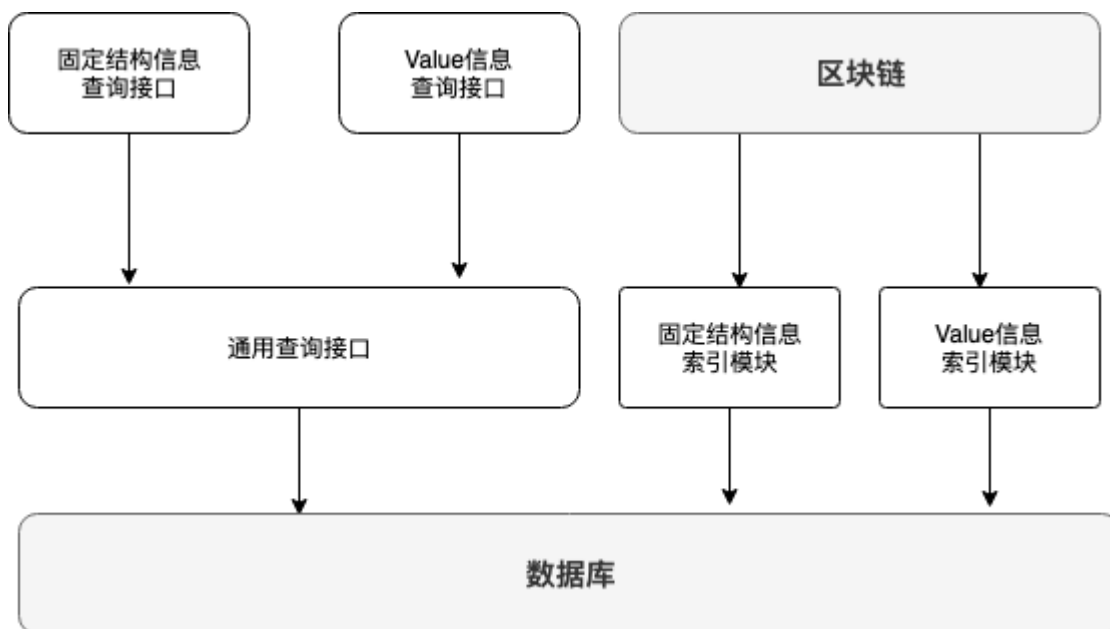 固定结构信息
查询接口
Value信息
查询接口
区块链
通用查询接口
固定结构信息
索引模块
Value信息
索引模块
数据库